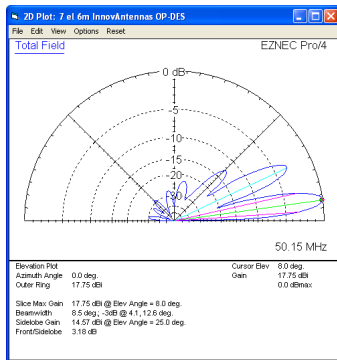 2D Plot: 7 el 6m InnovAntennas OP-DES
File Edit View Options Reset
Total Field
EZNEC Pro/4
0 dB
-5
-10
-15
-20
-30
50.15 MHz
Elevation Plot
Azimuth Angle 0.0 deg.
Outer Ring 17.75 dBi
Cursor Elev 8.0 deg.
Gain 17.75 dBi
0.0 dBmax
Slice Max Gain 17.75 dBi @ Elev Angle = 8.0 deg.
Beamwidth 8.5 deg.; -3dB @ 4.1, 12.6 deg.
Sidelobe Gain 14.57 dBi @ Elev Angle = 25.0 deg.
Front/Sidelobe 3.18 dB